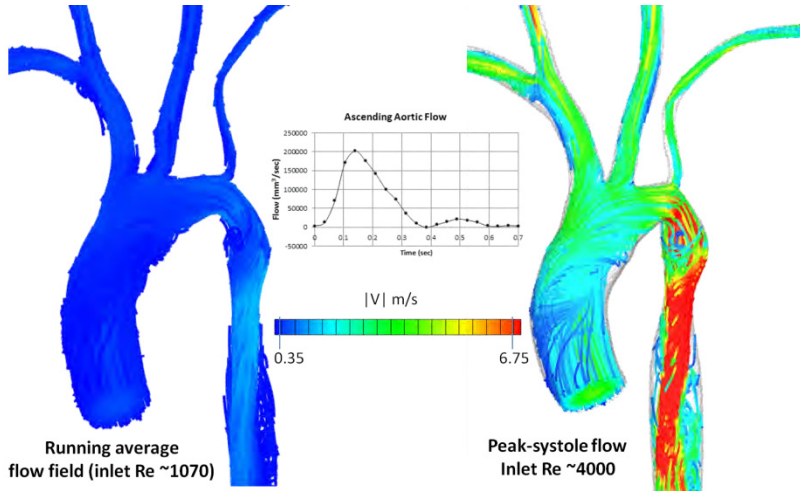 Ascending Aortic Flow
Flow (mm³/sec)
250000
200000
150000
100000
50000
0
-50000
0 0.1 0.2 0.3 0.4 0.5 0.6 0.7
Time (sec)
|V| m/s
0.35 6.75
Running average
flow field (inlet Re ~1070)
Peak-systole flow
Inlet Re ~4000